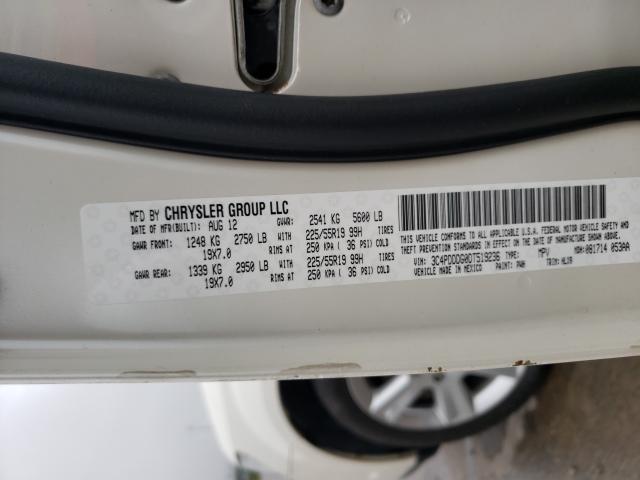 MFD BY CHRYSLER GROUP LLC
DATE OF MFR(BUILT): AUG 12 GVWR: 2541 KG 5600 LB
GAWR FRONT: 1248 KG 2750 LB WITH 225/55R19 99H TIRES
19X7.0 RIMS AT 250 KPA ( 36 PSI) COLD
GAWR REAR: 1339 KG 2950 LB WITH 225/55R19 99H TIRES
19X7.0 RIMS AT 250 KPA ( 36 PSI) COLD
THIS VEHICLE CONFORMS TO ALL APPLICABLE U.S.A. FEDERAL MOTOR VEHICLE SAFETY AND
THEFT PREVENTION STANDARDS IN EFFECT ON THE DATE OF MANUFACTURE SHOWN ABOVE.
VIN: 3C4PDDDG0DT519236 TYPE: MPV MDH: 081714 053AA
VEHICLE MADE IN MEXICO PAINT: PWH TRIM: HLX9